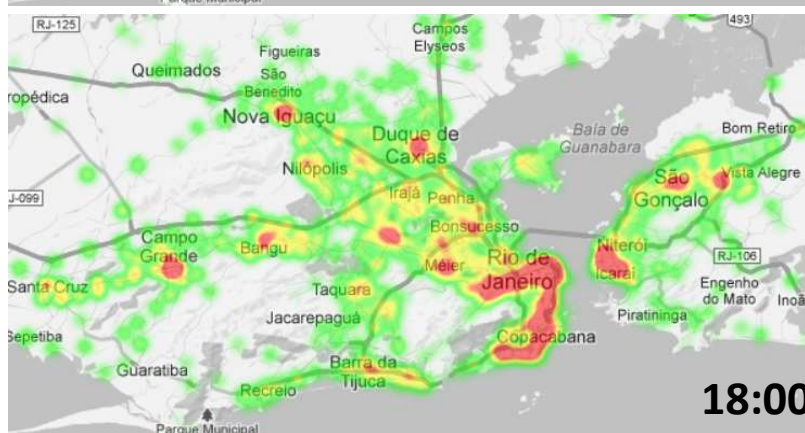 Parque Municipal
RJ-125
Campos
Elyseos
493
Figueiras
Queimados
São
Benedito
ropédica
Nova Iguaçu
Duque de
Caxias
Baía de
Guanabara
Bom Retiro
Nilópolis
J-099
Irajá
Penha
São
Gonçalo
Vista Alegre
Campo
Grande
Bangu
Bonsucesso
Niterói
RJ-106
Méier
Rio de
Janeiro
Icaraí
Santa Cruz
Taquara
Engenho
do Mato
Inoã
Jacarepaguá
Piratininga
Sepetiba
Copacabana
Guaratiba
Barra da
Tijuca
Recreio
18:00
Parque Municipal